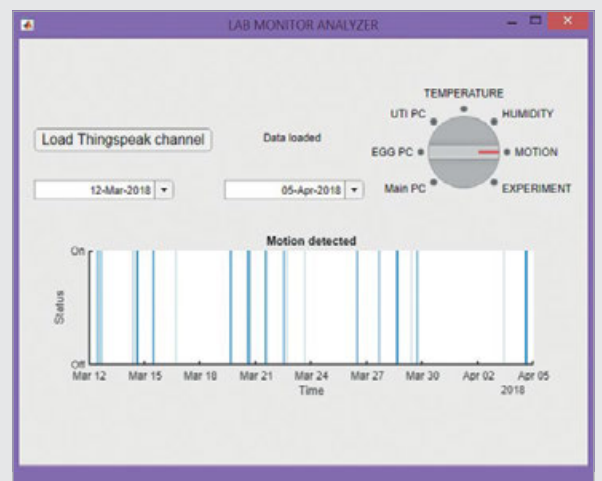 LAB MONITOR ANALYZER
TEMPERATURE
UTI PC
HUMIDITY
Load Thingspeak channel
Data loaded
EGG PC
MOTION
12-Mar-2018
05-Apr-2018
Main PC
EXPERIMENT
Motion detected
On
Status
Off
Mar 12 Mar 15 Mar 18 Mar 21 Mar 24 Mar 27 Mar 30 Apr 02 Apr 05
Time
2018